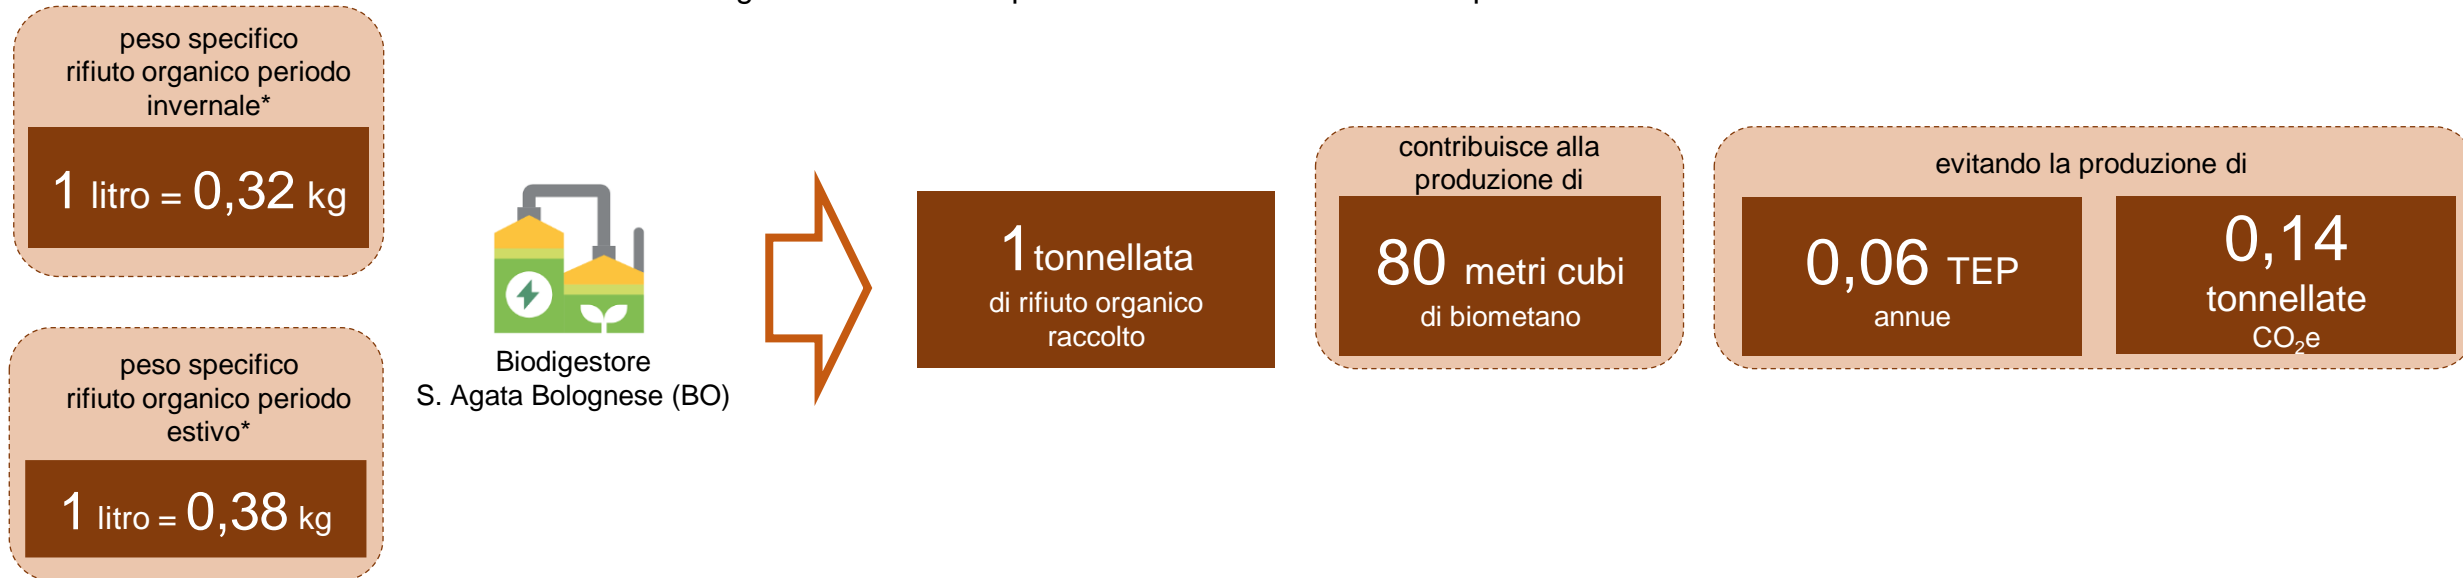 peso specifico
rifiuto organico periodo
invernale*
1 litro = 0,32 kg
peso specifico
rifiuto organico periodo
estivo*
1 litro = 0,38 kg
Biodigestore
S. Agata Bolognese (BO)
1 tonnellata
di rifiuto organico
raccolto
contribuisce alla
produzione di
80 metri cubi
di biometano
evitando la produzione di
0,06 TEP
annue
0,14
tonnellate
CO₂e